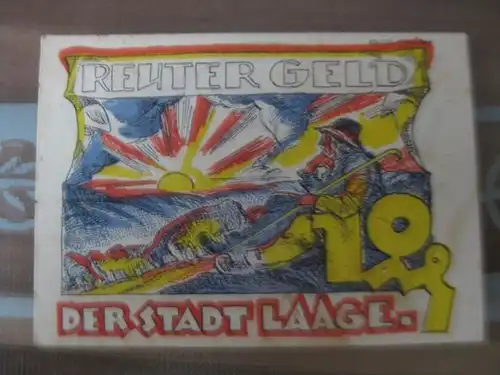 REUTER GELD
10
DER STADT LAAGE.